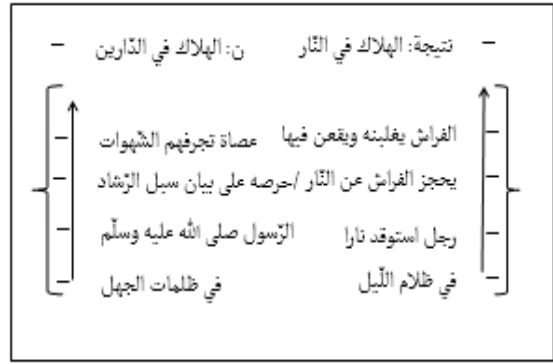 – نتيجة: الهلاك في النّار – ن: الهلاك في الدّارين
– الفراش يغلبنه ويقعن فيها – عصاة تجرفهم الشّهوات
– يحجز الفراش عن النّار /حرصه على بيان سبل الرّشاد –
– رجل استوقد نارا – الرّسول صلى الله عليه وسلّم
– في ظلام اللّيل – في ظلمات الجهل